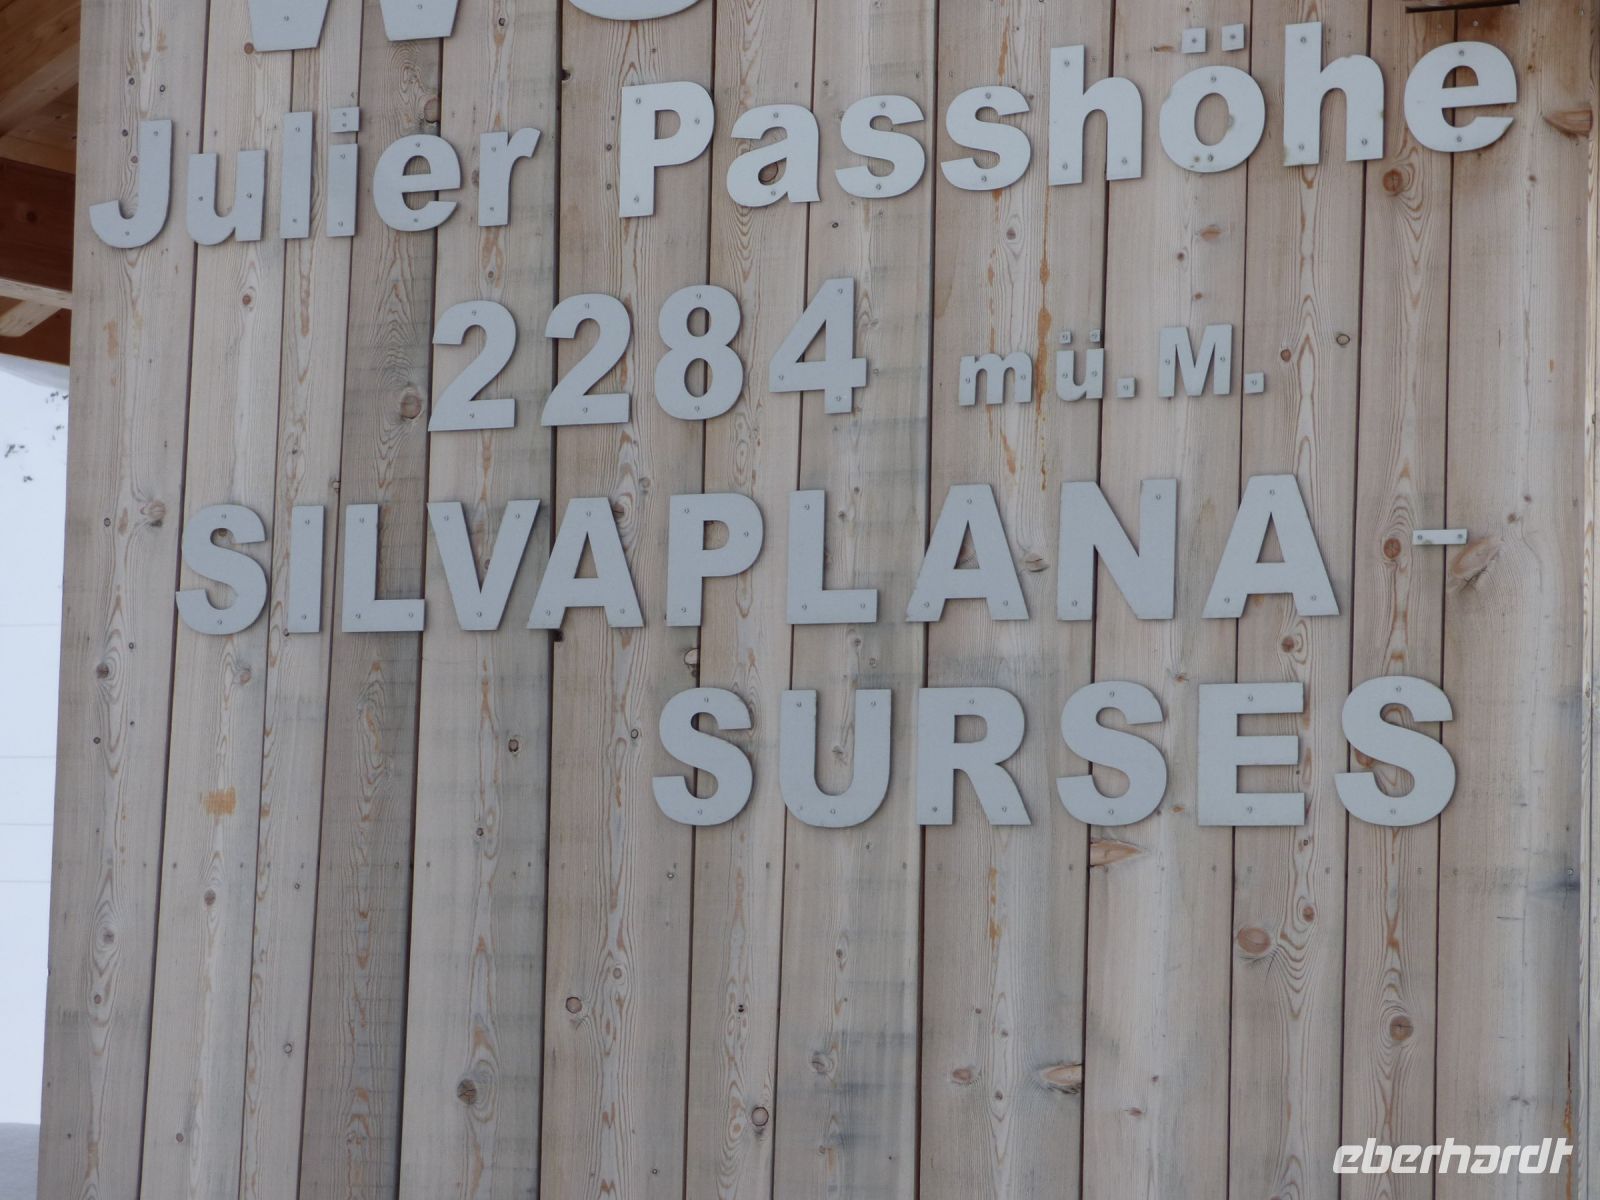 Julier Passhöhe
2284 mü.M.
SILVAPLANA -
SURSES
eberhardt